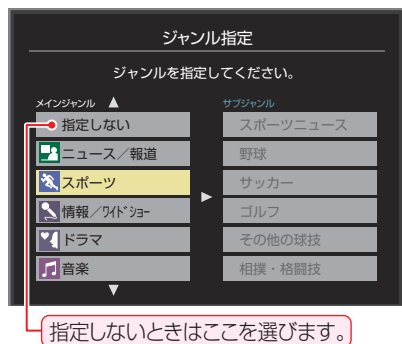 ジャンル指定
ジャンルを指定してください。
メインジャンル
指定しない
ニュース／報道
スポーツ
情報／ワイドショー
ドラマ
音楽
サブジャンル
スポーツニュース
野球
サッカー
ゴルフ
その他の球技
相撲・格闘技
指定しないときはここを選びます。